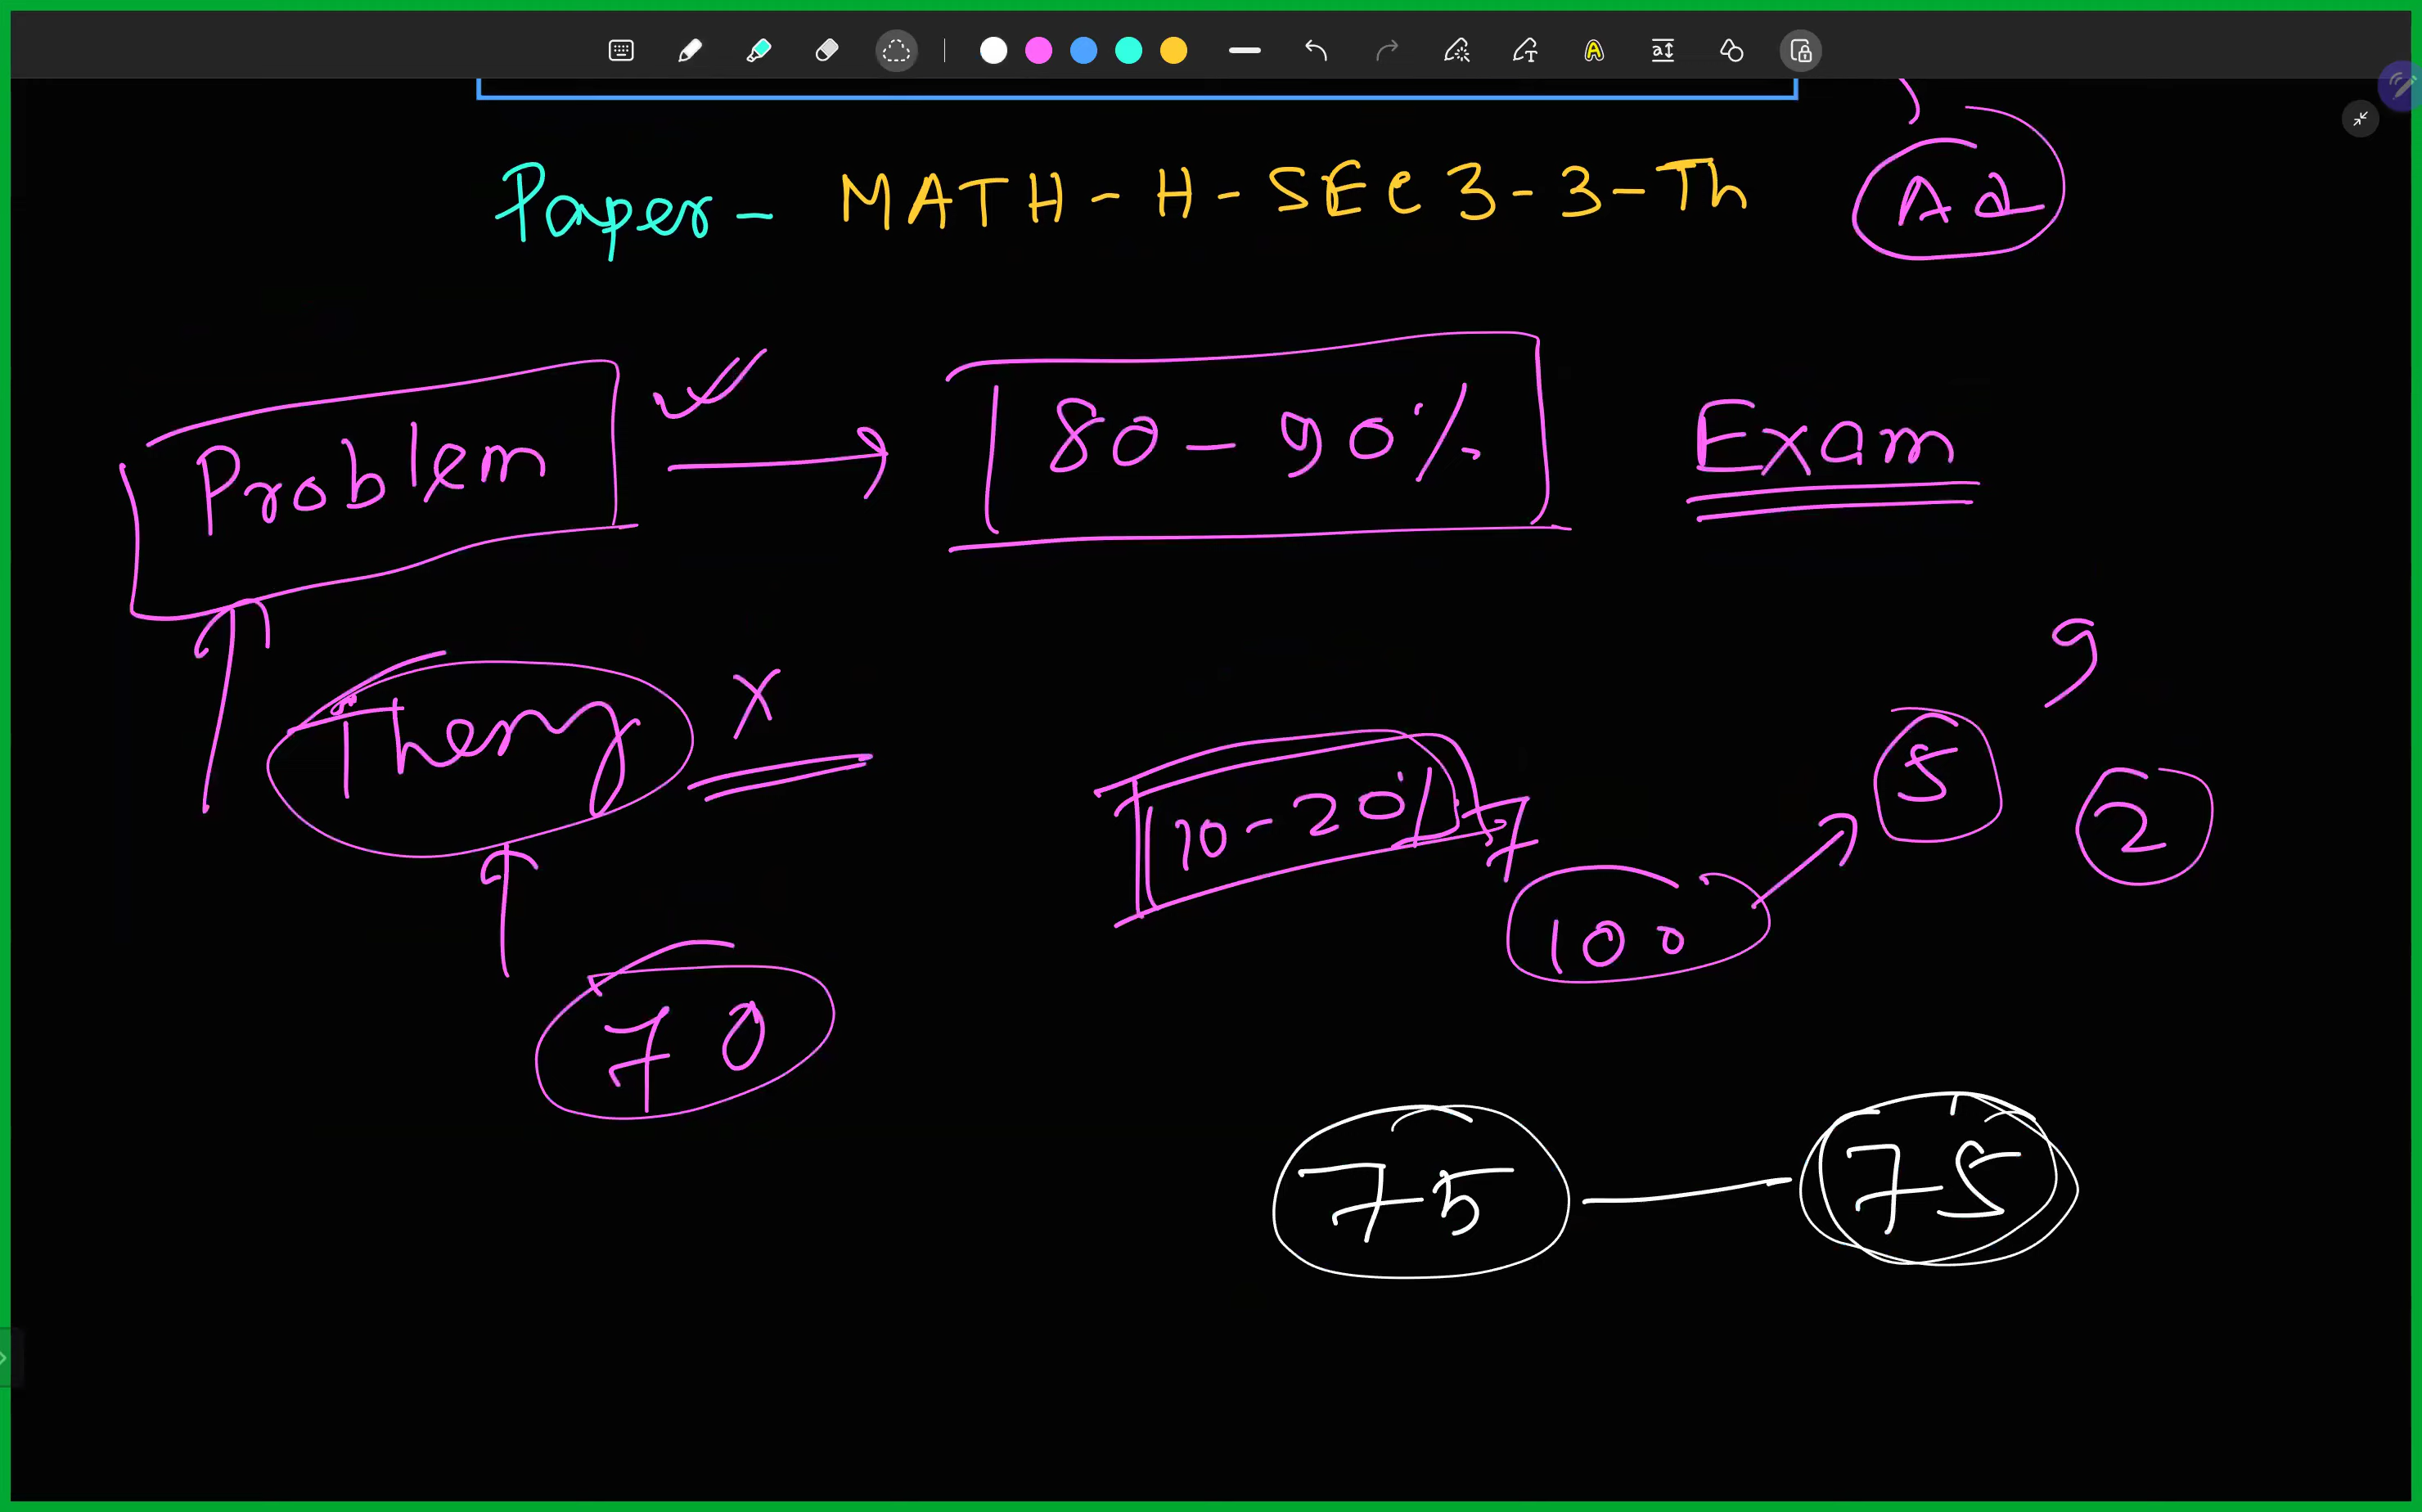 Paper - MATH - H - SEC 3 - 3 - Th
A2
Problem
80 - 90%
Exam
Theory X
10 - 20%
100
5
2
70
75
75